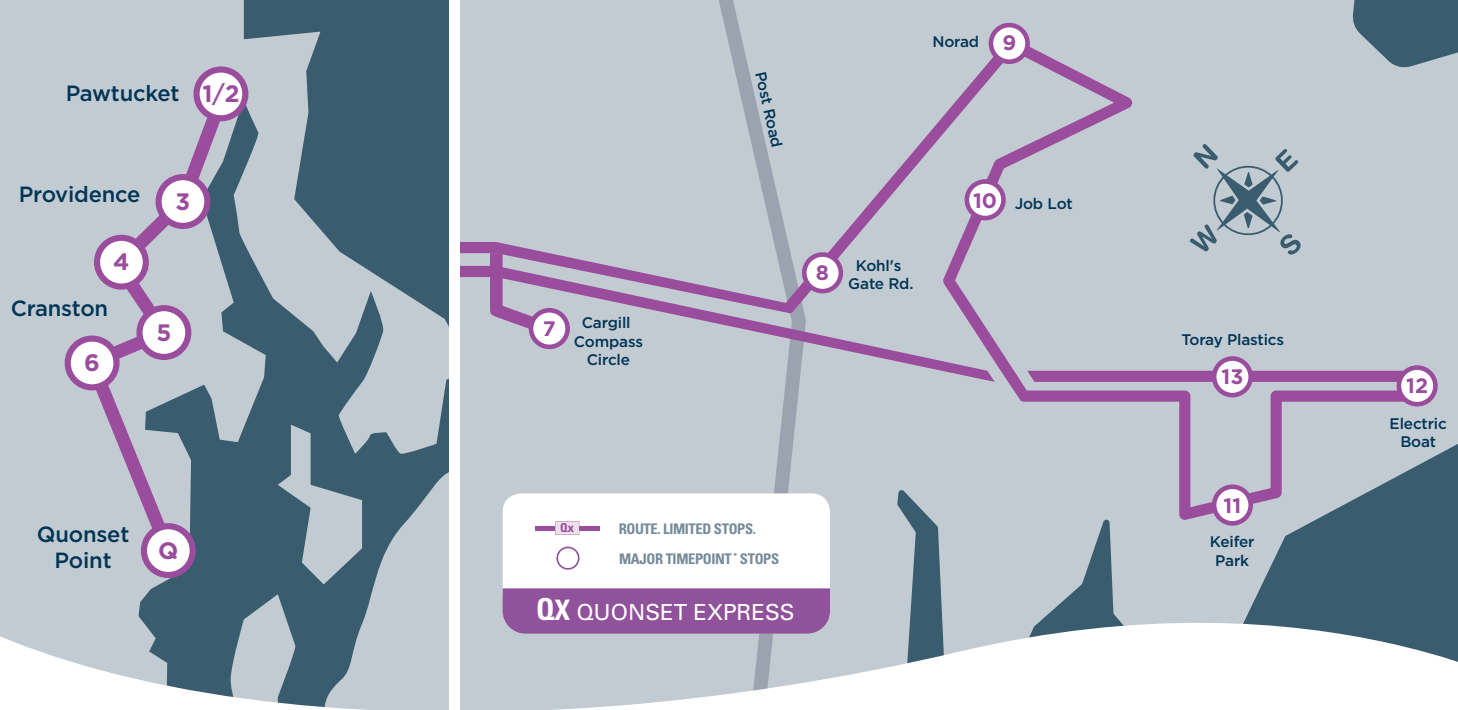 Pawtucket
1/2
Providence
3
4
Cranston
5
6
Quonset
Point
Q
Norad
9
Post Road
10
Job Lot
N
E
W
S
8
Kohl's
Gate Rd.
7
Cargill
Compass
Circle
Toray Plastics
13
12
Electric
Boat
11
Keifer
Park
Qx
ROUTE. LIMITED STOPS.
MAJOR TIMEPOINT* STOPS
QX QUONSET EXPRESS